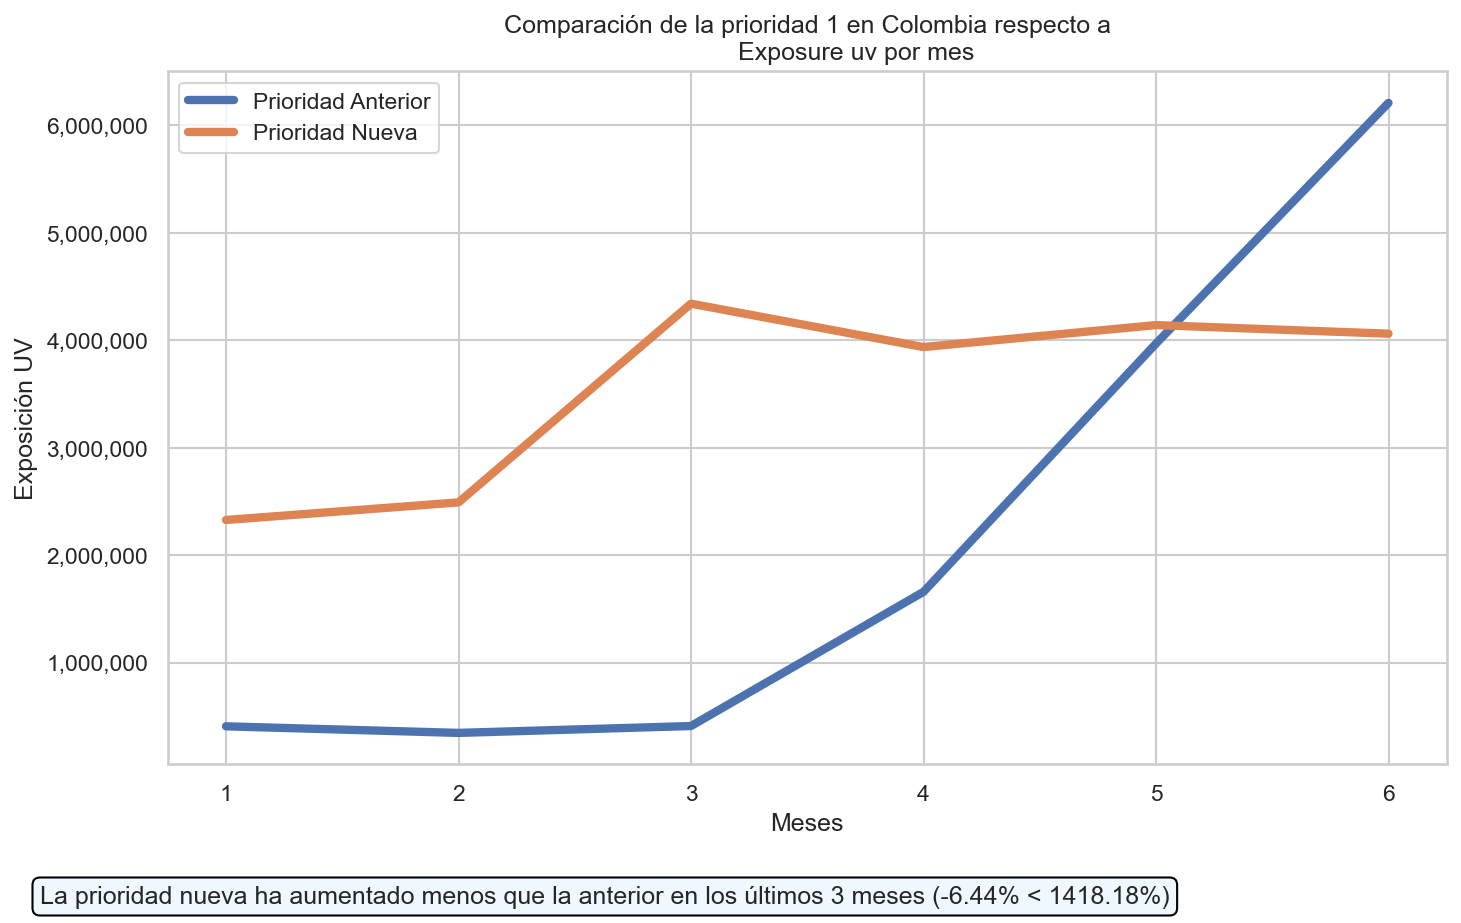 Comparación de la prioridad 1 en Colombia respecto a
Exposure uv por mes
Prioridad Anterior
Prioridad Nueva
6,000,000
5,000,000
4,000,000
3,000,000
2,000,000
1,000,000
Exposición UV
1 2 3 4 5 6
Meses
La prioridad nueva ha aumentado menos que la anterior en los últimos 3 meses (-6.44% < 1418.18%)